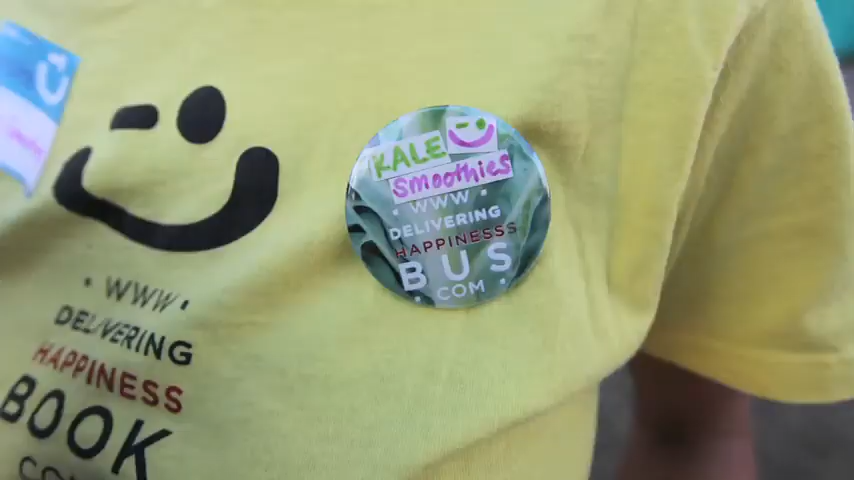 KALE
Smoothies
• WWW •
DELIVERING
HAPPINESSS
BUS
• COM •
• WWW •
DELIVERING
HAPPINESS
BOOK